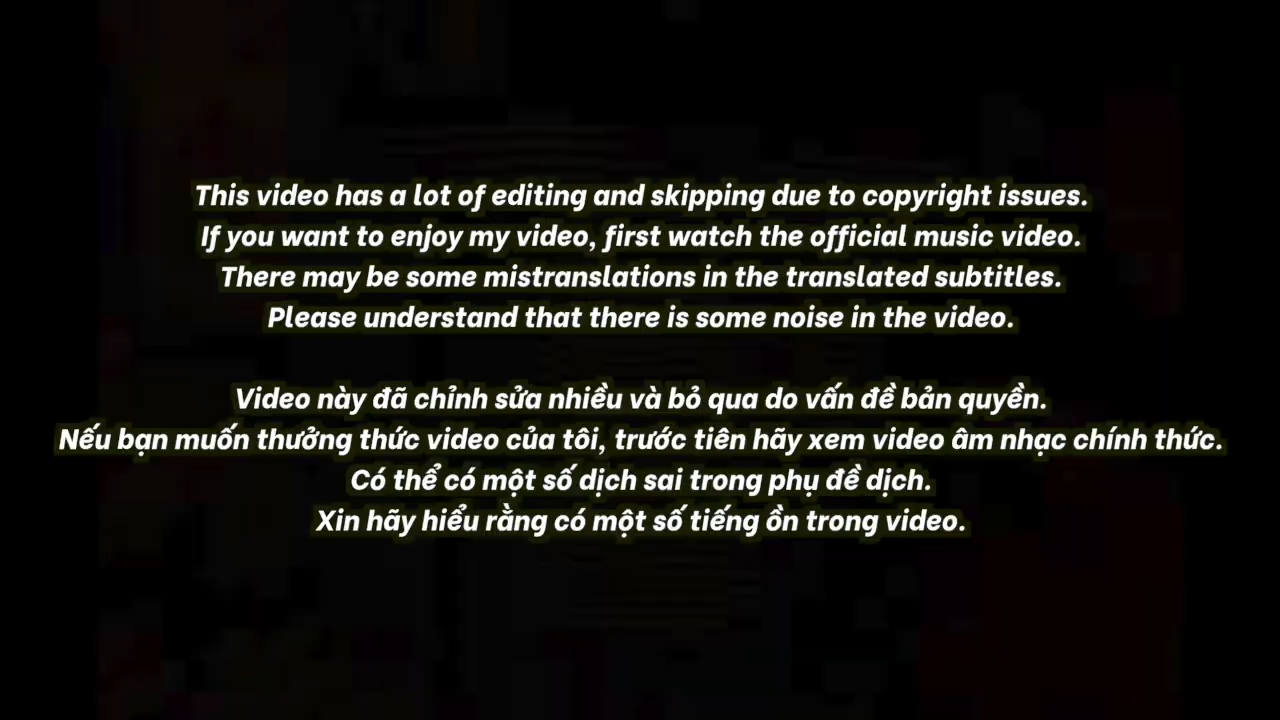 This video has a lot of editing and skipping due to copyright issues.
If you want to enjoy my video, first watch the official music video.
There may be some mistranslations in the translated subtitles.
Please understand that there is some noise in the video.
Video này đã chỉnh sửa nhiều và bỏ qua do vấn đề bản quyền.
Nếu bạn muốn thưởng thức video của tôi, trước tiên hãy xem video âm nhạc chính thức.
Có thể có một số dịch sai trong phụ đề dịch.
Xin hãy hiểu rằng có một số tiếng ồn trong video.